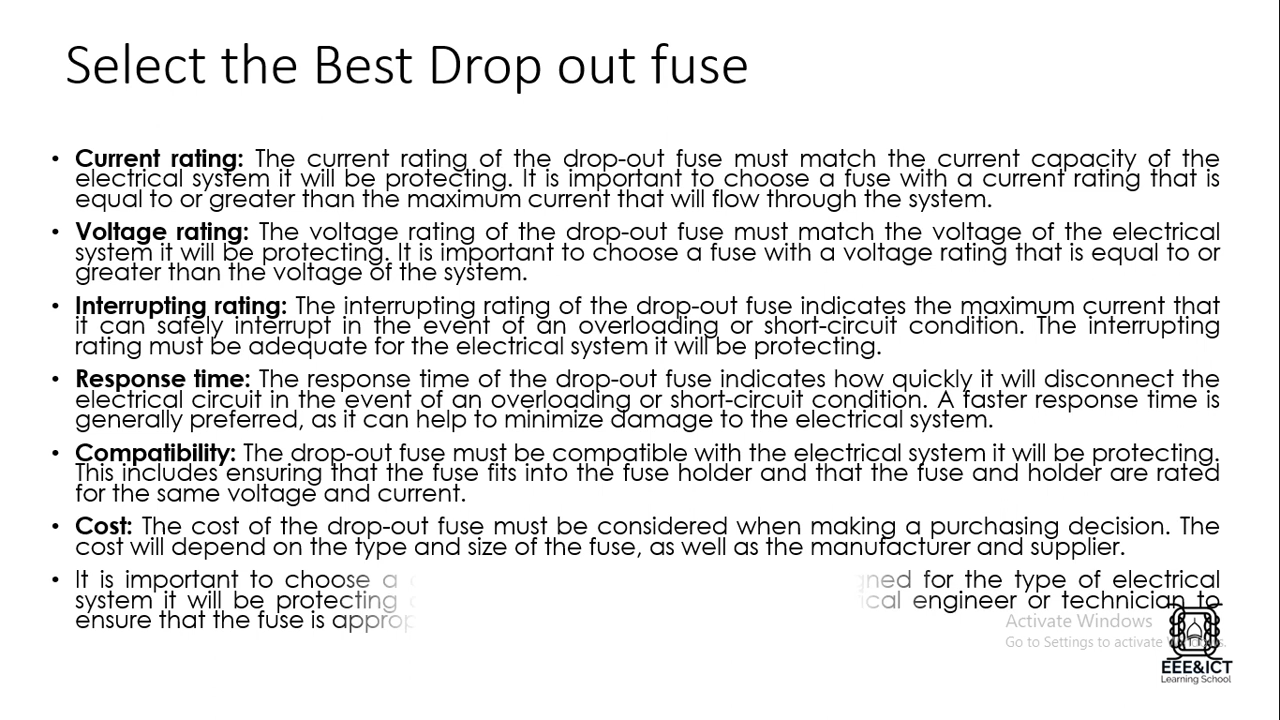 Select the Best Drop out fuse
• Current rating: The current rating of the drop-out fuse must match the current capacity of the
electrical system it will be protecting. It is important to choose a fuse with a current rating that is
equal to or greater than the maximum current that will flow through the system.
• Voltage rating: The voltage rating of the drop-out fuse must match the voltage of the electrical
system it will be protecting. It is important to choose a fuse with a voltage rating that is equal to or
greater than the voltage of the system.
• Interrupting rating: The interrupting rating of the drop-out fuse indicates the maximum current that
it can safely interrupt in the event of an overloading or short-circuit condition. The interrupting
rating must be adequate for the electrical system it will be protecting.
• Response time: The response time of the drop-out fuse indicates how quickly it will disconnect the
electrical circuit in the event of an overloading or short-circuit condition. A faster response time is
generally preferred, as it can help to minimize damage to the electrical system.
• Compatibility: The drop-out fuse must be compatible with the electrical system it will be protecting.
This includes ensuring that the fuse fits into the fuse holder and that the fuse and holder are rated
for the same voltage and current.
• Cost: The cost of the drop-out fuse must be considered when making a purchasing decision. The
cost will depend on the type and size of the fuse, as well as the manufacturer and supplier.
• It is important to choose a for the type of electrical
system it will be protecting engineer or technician to
ensure that the fuse is
Activate Windows
Go to Settings to activate
EEE&ICT
Learning School